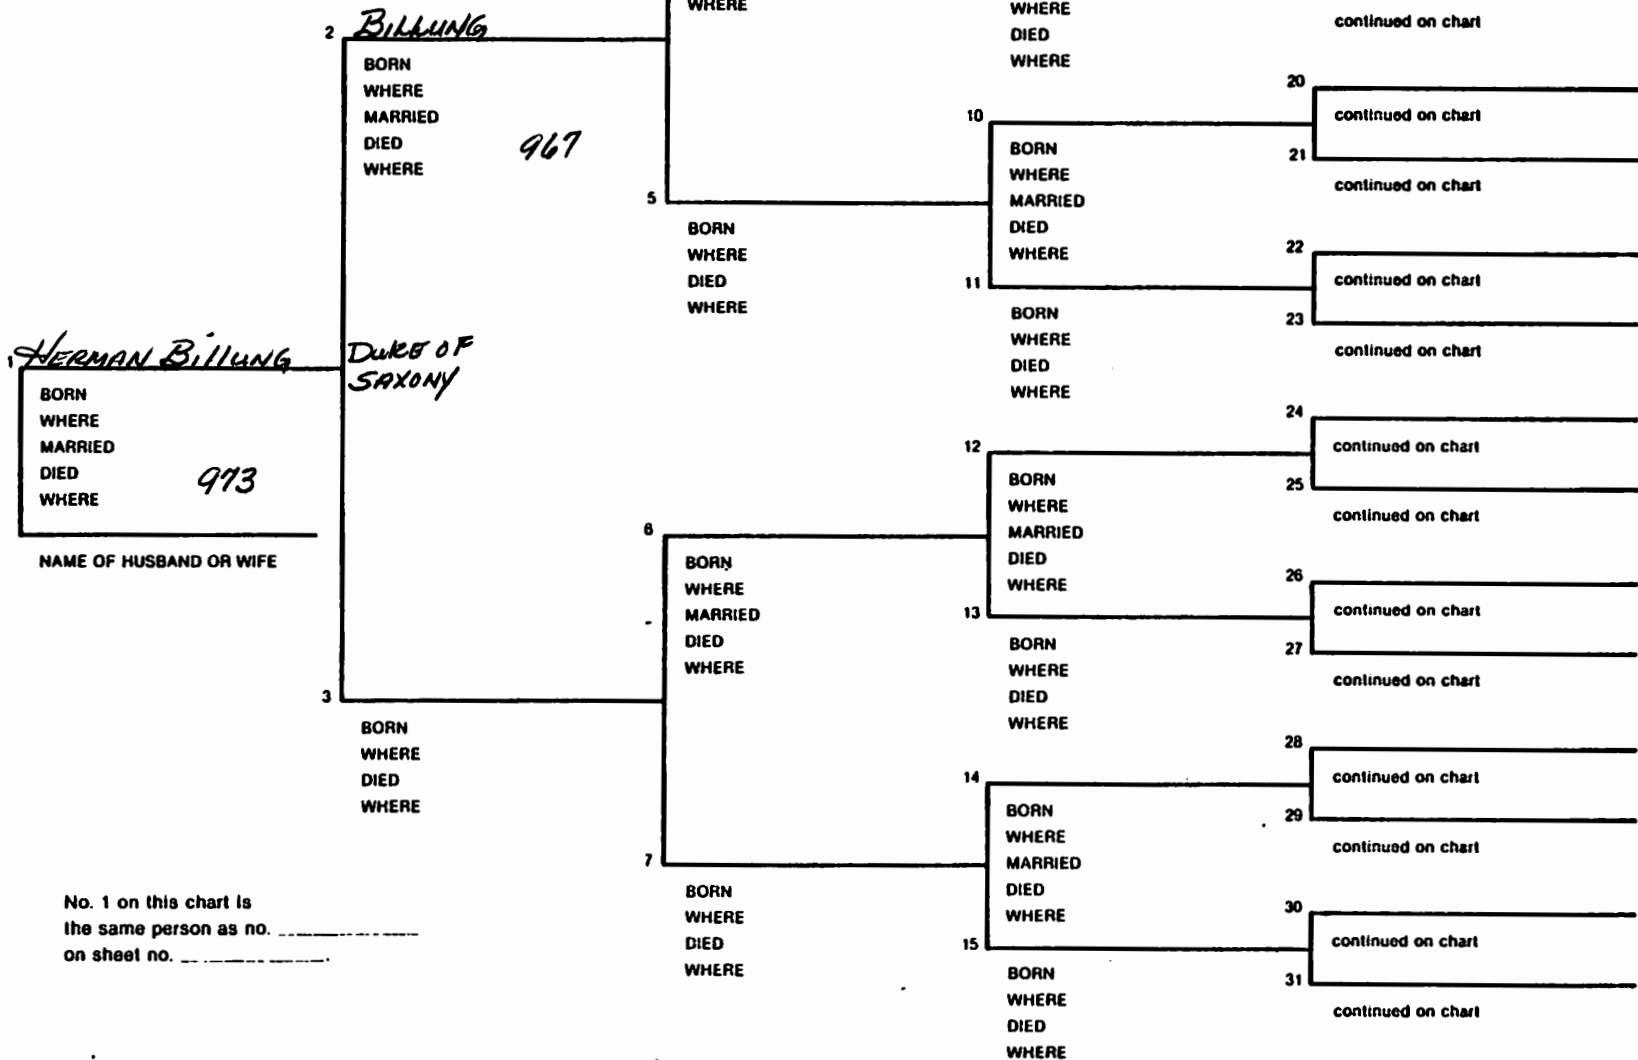 WHERE
2 BILLUNG
BORN
WHERE
MARRIED
DIED 967
WHERE
WHERE
DIED
WHERE
continued on chart
20
continued on chart
21
continued on chart
10
BORN
WHERE
MARRIED
DIED
WHERE
5
BORN
WHERE
DIED
WHERE
11
BORN
WHERE
DIED
WHERE
22
continued on chart
23
continued on chart
1 HERMAN BILLUNG DUKE OF
SAXONY
BORN
WHERE
MARRIED
DIED 973
WHERE
NAME OF HUSBAND OR WIFE
24
continued on chart
25
continued on chart
12
BORN
WHERE
MARRIED
DIED
WHERE
6
BORN
WHERE
MARRIED
DIED
WHERE
13
BORN
WHERE
DIED
WHERE
26
continued on chart
27
continued on chart
3
BORN
WHERE
DIED
WHERE
28
continued on chart
29
continued on chart
14
BORN
WHERE
MARRIED
DIED
WHERE
7
BORN
WHERE
DIED
WHERE
15
BORN
WHERE
DIED
WHERE
30
continued on chart
31
continued on chart
No. 1 on this chart is
the same person as no.
on sheet no.